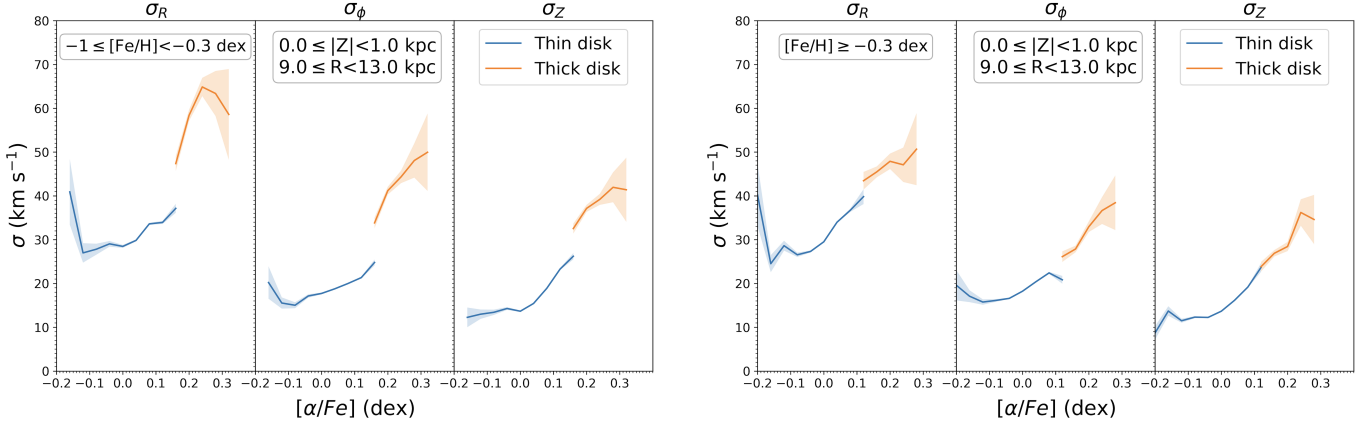 σ_R
σ_ϕ
σ_Z
−1 ≤ [Fe/H] < −0.3 dex
0.0 ≤ |Z| < 1.0 kpc
9.0 ≤ R < 13.0 kpc
Thin disk
Thick disk
80
70
60
50
40
30
20
10
0
σ (km s⁻¹)
−0.2 −0.1 0.0 0.1 0.2 0.3
−0.2 −0.1 0.0 0.1 0.2 0.3
−0.2 −0.1 0.0 0.1 0.2 0.3
[α/Fe] (dex)
σ_R
σ_ϕ
σ_Z
[Fe/H] ≥ −0.3 dex
0.0 ≤ |Z| < 1.0 kpc
9.0 ≤ R < 13.0 kpc
Thin disk
Thick disk
80
70
60
50
40
30
20
10
0
σ (km s⁻¹)
−0.2 −0.1 0.0 0.1 0.2 0.3
−0.2 −0.1 0.0 0.1 0.2 0.3
−0.2 −0.1 0.0 0.1 0.2 0.3
[α/Fe] (dex)